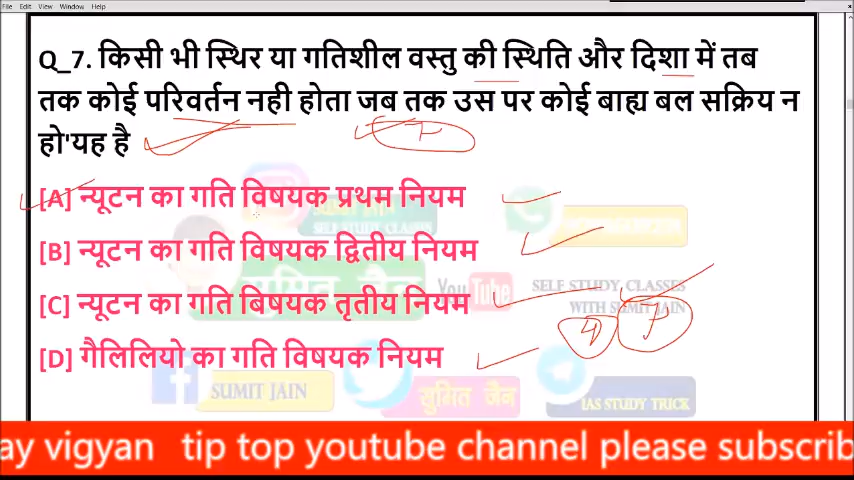 File Edit View Window Help
Q_7. किसी भी स्थिर या गतिशील वस्तु की स्थिति और दिशा में तब
तक कोई परिवर्तन नही होता जब तक उस पर कोई बाह्य बल सक्रिय न
हो'यह है
[A] न्यूटन का गति विषयक प्रथम नियम
[B] न्यूटन का गति विषयक द्वितीय नियम
[C] न्यूटन का गति बिषयक तृतीय नियम
[D] गैलिलियो का गति विषयक नियम
सुमित जैन
YouTube
SELF STUDY CLASSES
WITH SUMIT JAIN
SUMIT JAIN
सुमित जैन
IAS STUDY TRICK
ay vigyan tip top youtube channel please subscrib